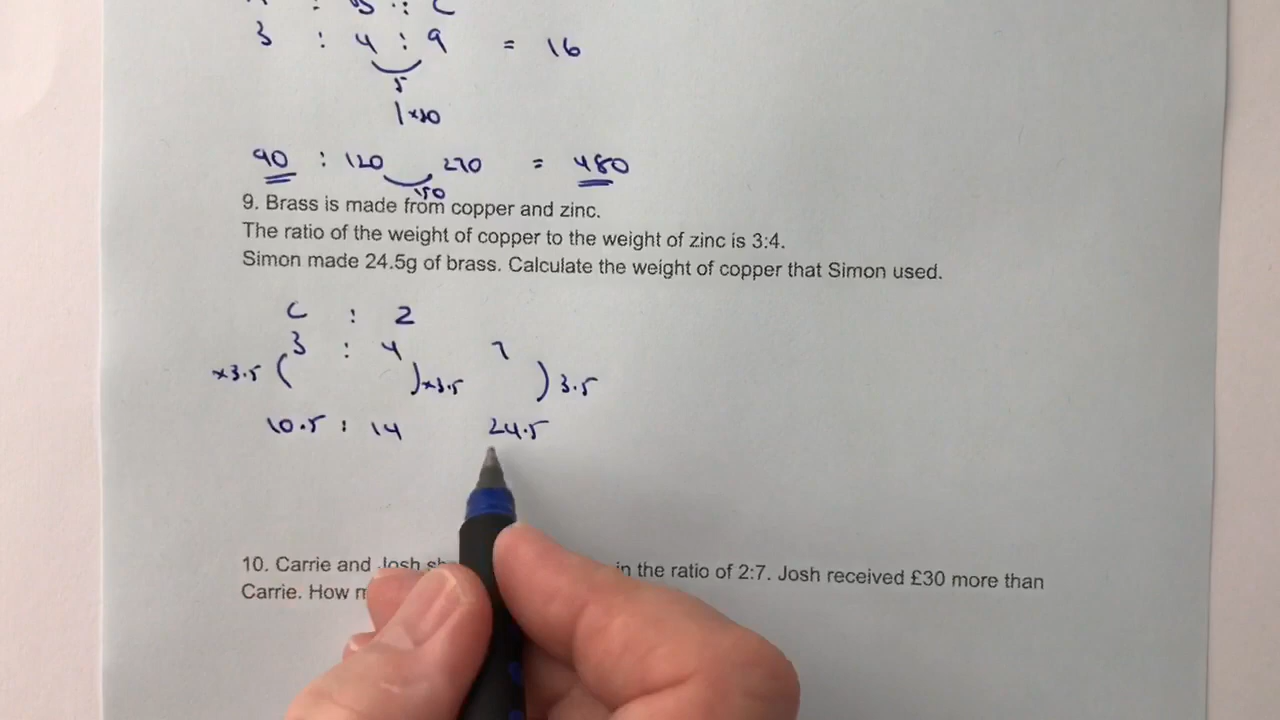 : B : C
3 : 4 : 9 = 16
5
1 x30
90 : 120 270 = 480
150
9. Brass is made from copper and zinc.
The ratio of the weight of copper to the weight of zinc is 3:4.
Simon made 24.5g of brass. Calculate the weight of copper that Simon used.
C : Z
3 : 4 7
x3.5 ( ) x3.5 ) 3.5
10.5 : 14 24.5
10. Carrie and Josh in the ratio of 2:7. Josh received £30 more than
Carrie. How